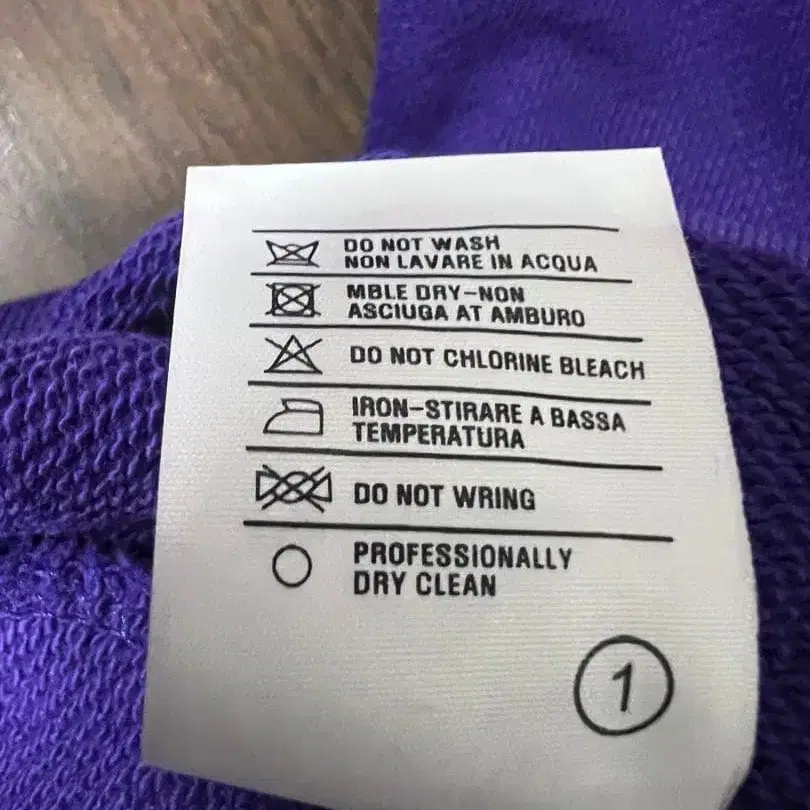 DO NOT WASH
NON LAVARE IN ACQUA
MBLE DRY-NON
ASCIUGA AT AMBURO
DO NOT CHLORINE BLEACH
IRON-STIRARE A BASSA
TEMPERATURA
DO NOT WRING
PROFESSIONALLY
DRY CLEAN
1